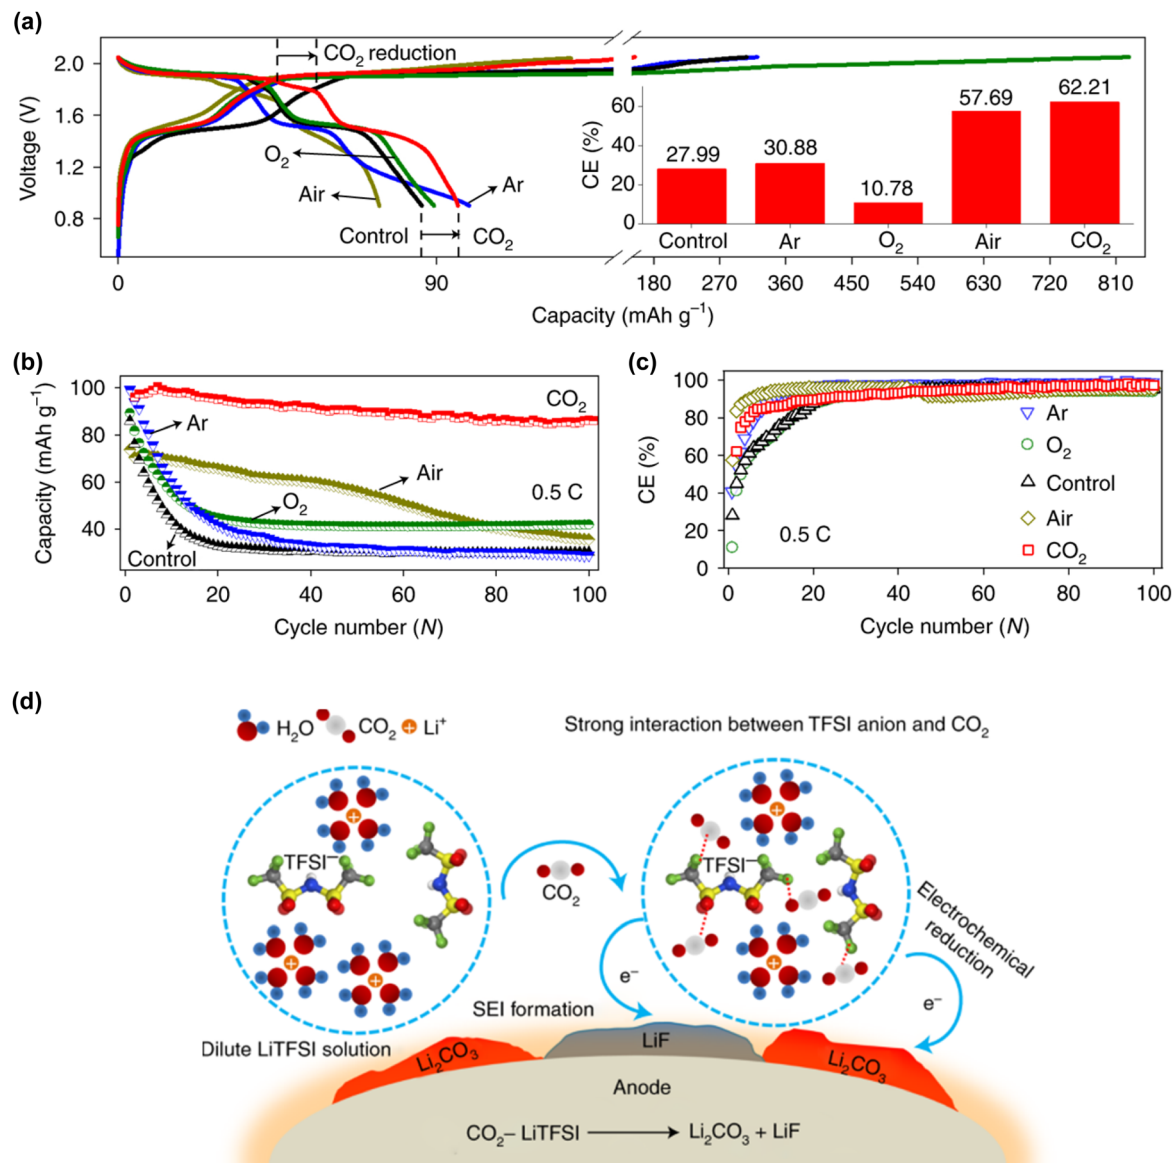 (a)
CO₂ reduction
2.0
1.6
1.2
0.8
Voltage (V)
O₂
Air
Ar
Control
CO₂
0
90
180
270
360
450
540
630
720
810
Capacity (mAh g⁻¹)
CE (%)
60
40
20
0
27.99
30.88
10.78
57.69
62.21
Control
Ar
O₂
Air
CO₂
(b)
Capacity (mAh g⁻¹)
100
80
60
40
CO₂
Ar
Air
O₂
0.5 C
Control
0
20
40
60
80
100
Cycle number (N)
(c)
CE (%)
100
80
60
40
20
0
Ar
O₂
Control
Air
CO₂
0.5 C
0
20
40
60
80
100
Cycle number (N)
(d)
H₂O
CO₂
Li⁺
Strong interaction between TFSI anion and CO₂
TFSI⁻
CO₂
TFSI⁻
Electrochemical
reduction
e⁻
e⁻
SEI formation
Dilute LiTFSI solution
Li₂CO₃
LiF
Li₂CO₃
Anode
CO₂– LiTFSI ⟶ Li₂CO₃ + LiF